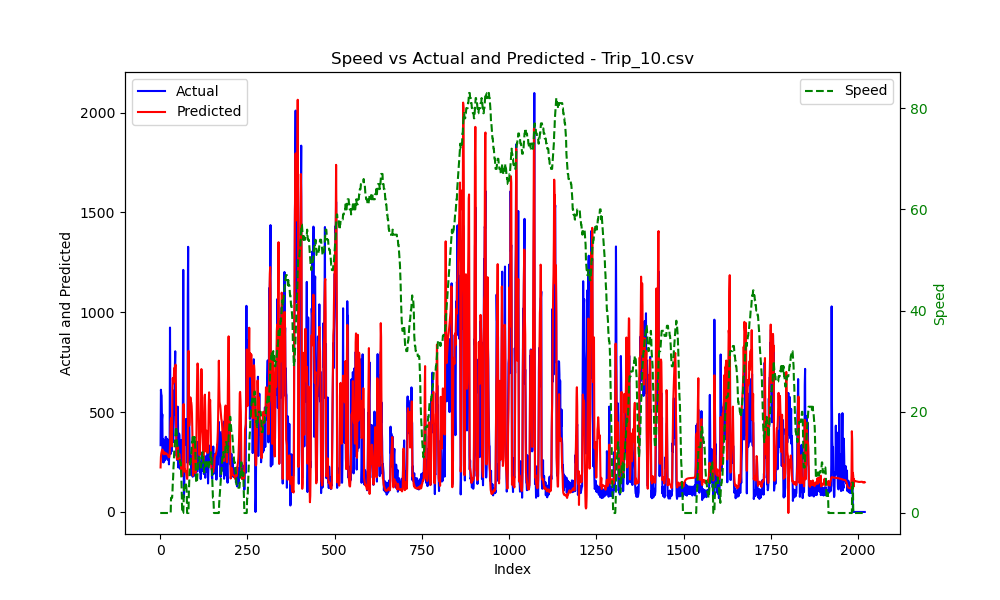 Speed vs Actual and Predicted - Trip_10.csv
Actual
Predicted
Speed
Actual and Predicted
2000
1500
1000
500
0
80
60
40
20
0
Speed
0 250 500 750 1000 1250 1500 1750 2000
Index